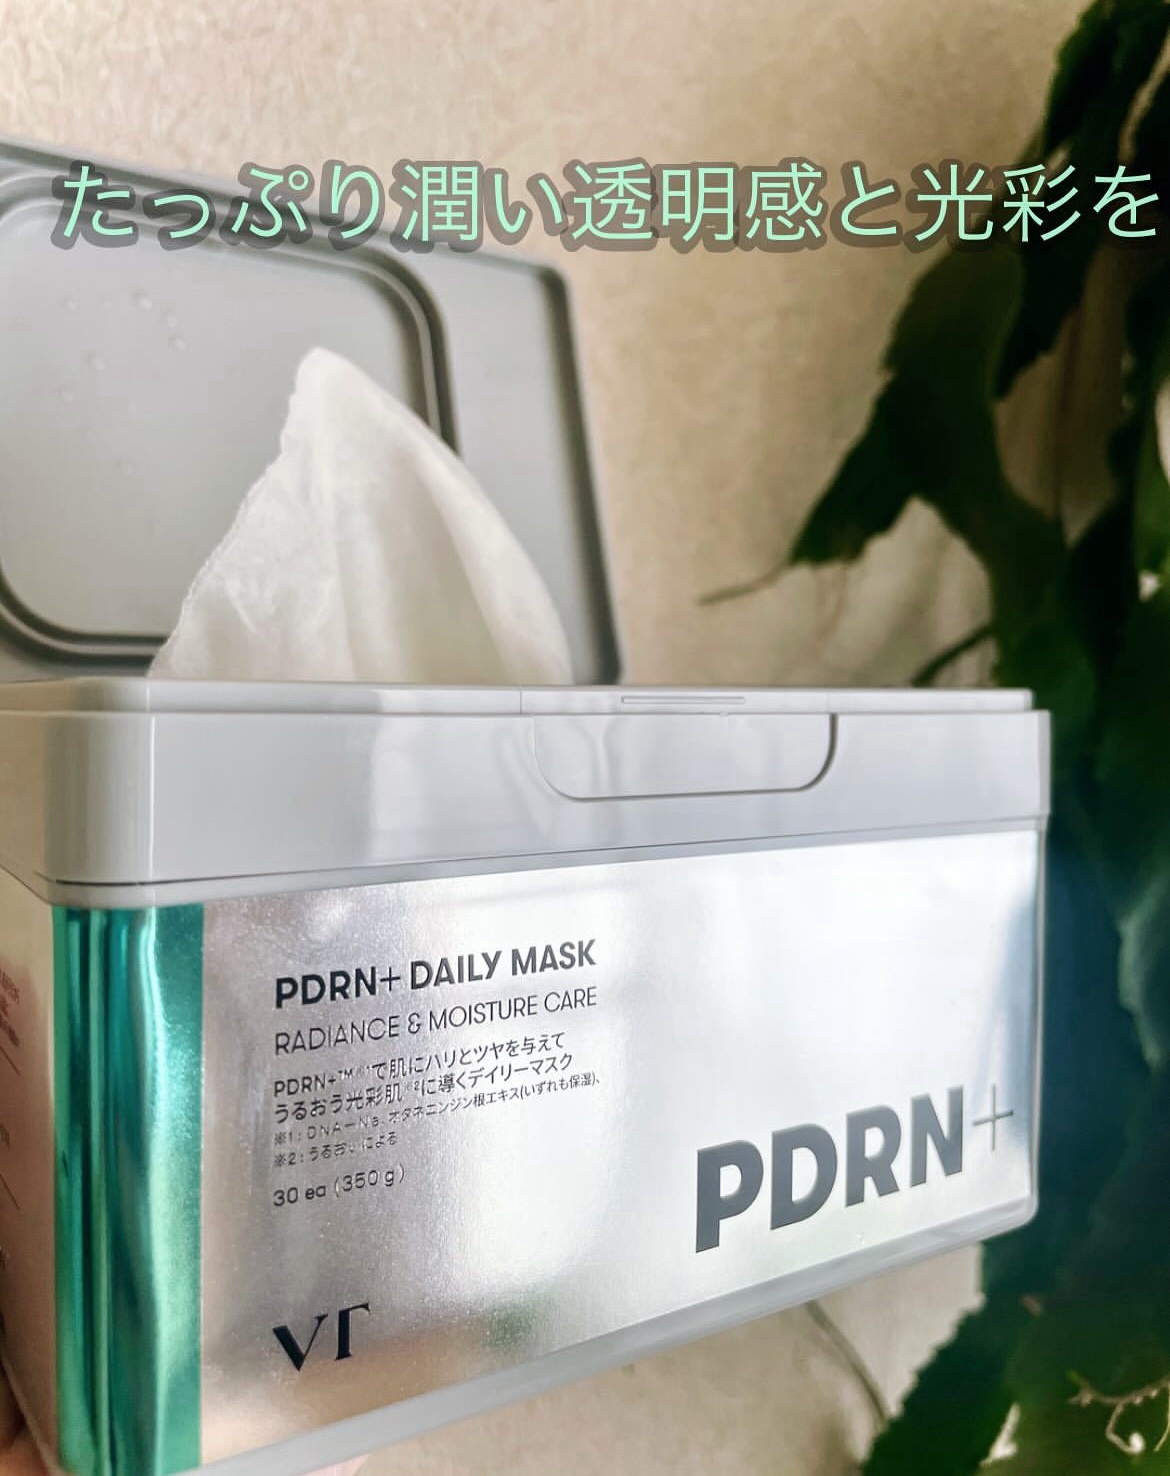 たっぷり潤い透明感と光彩を
PDRN+ DAILY MASK
RADIANCE & MOISTURE CARE
PDRN+™※1で肌にハリとツヤを与えて
うるおう光彩肌※2に導くデイリーマスク
※1:DNA-Na、オタネニンジン根エキス(いずれも保湿)、
※2:うるおいによる
30 ea (350 g)
PDRN+
VT